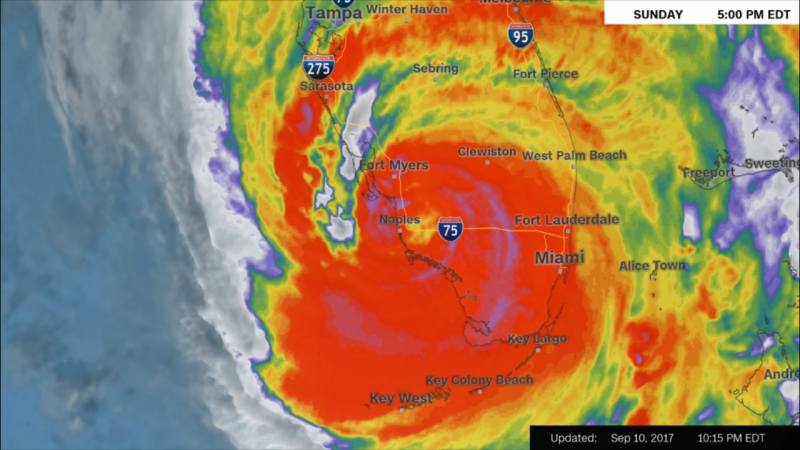 75
Tampa
Winter Haven
Melbourne
SUNDAY 5:00 PM EDT
95
275
Sebring
Fort Pierce
Sarasota
Clewiston
West Palm Beach
Fort Myers
Freeport
Sweeting
Naples
75
Fort Lauderdale
Miami
Alice Town
Key Largo
Andro
Key Colony Beach
Key West
Updated: Sep 10, 2017 10:15 PM EDT